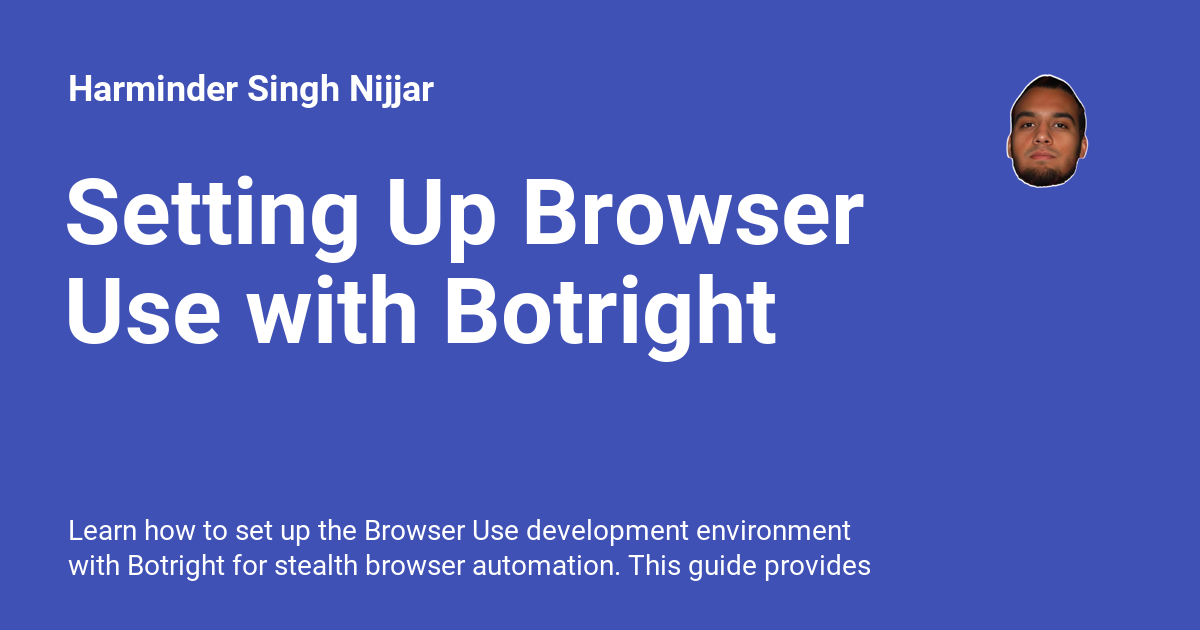 Harminder Singh Nijjar
Setting Up Browser
Use with Botright
Learn how to set up the Browser Use development environment
with Botright for stealth browser automation. This guide provides